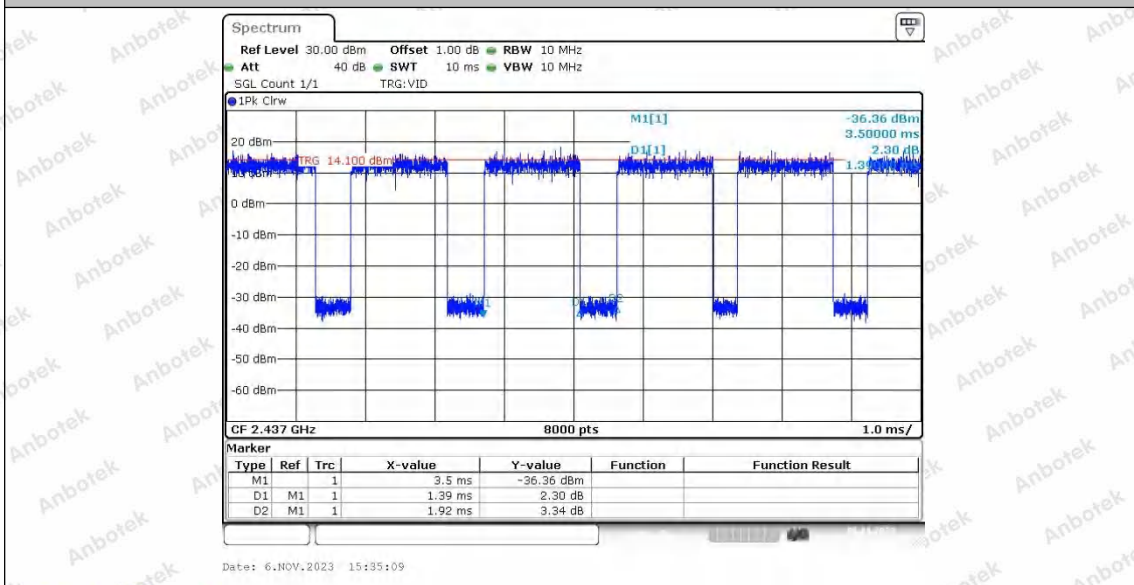 Spectrum
Ref Level 30.00 dBm Offset 1.00 dB RBW 10 MHz
Att 40 dB SWT 10 ms VBW 10 MHz
SGL Count 1/1 TRG:VID
1Pk Clrw
M1[1] -36.36 dBm
3.50000 ms
20 dBm
D1[1] 2.30 dB
TRG 14.100 dBm
10 dBm
0 dBm
-10 dBm
-20 dBm
-30 dBm
-40 dBm
-50 dBm
-60 dBm
CF 2.437 GHz 8000 pts 1.0 ms/
Marker
Type Ref Trc X-value Y-value Function Function Result
M1 1 3.5 ms -36.36 dBm
D1 M1 1 1.39 ms 2.30 dB
D2 M1 1 1.92 ms 3.34 dB
Date: 6.NOV.2023 15:35:09
Anbotek